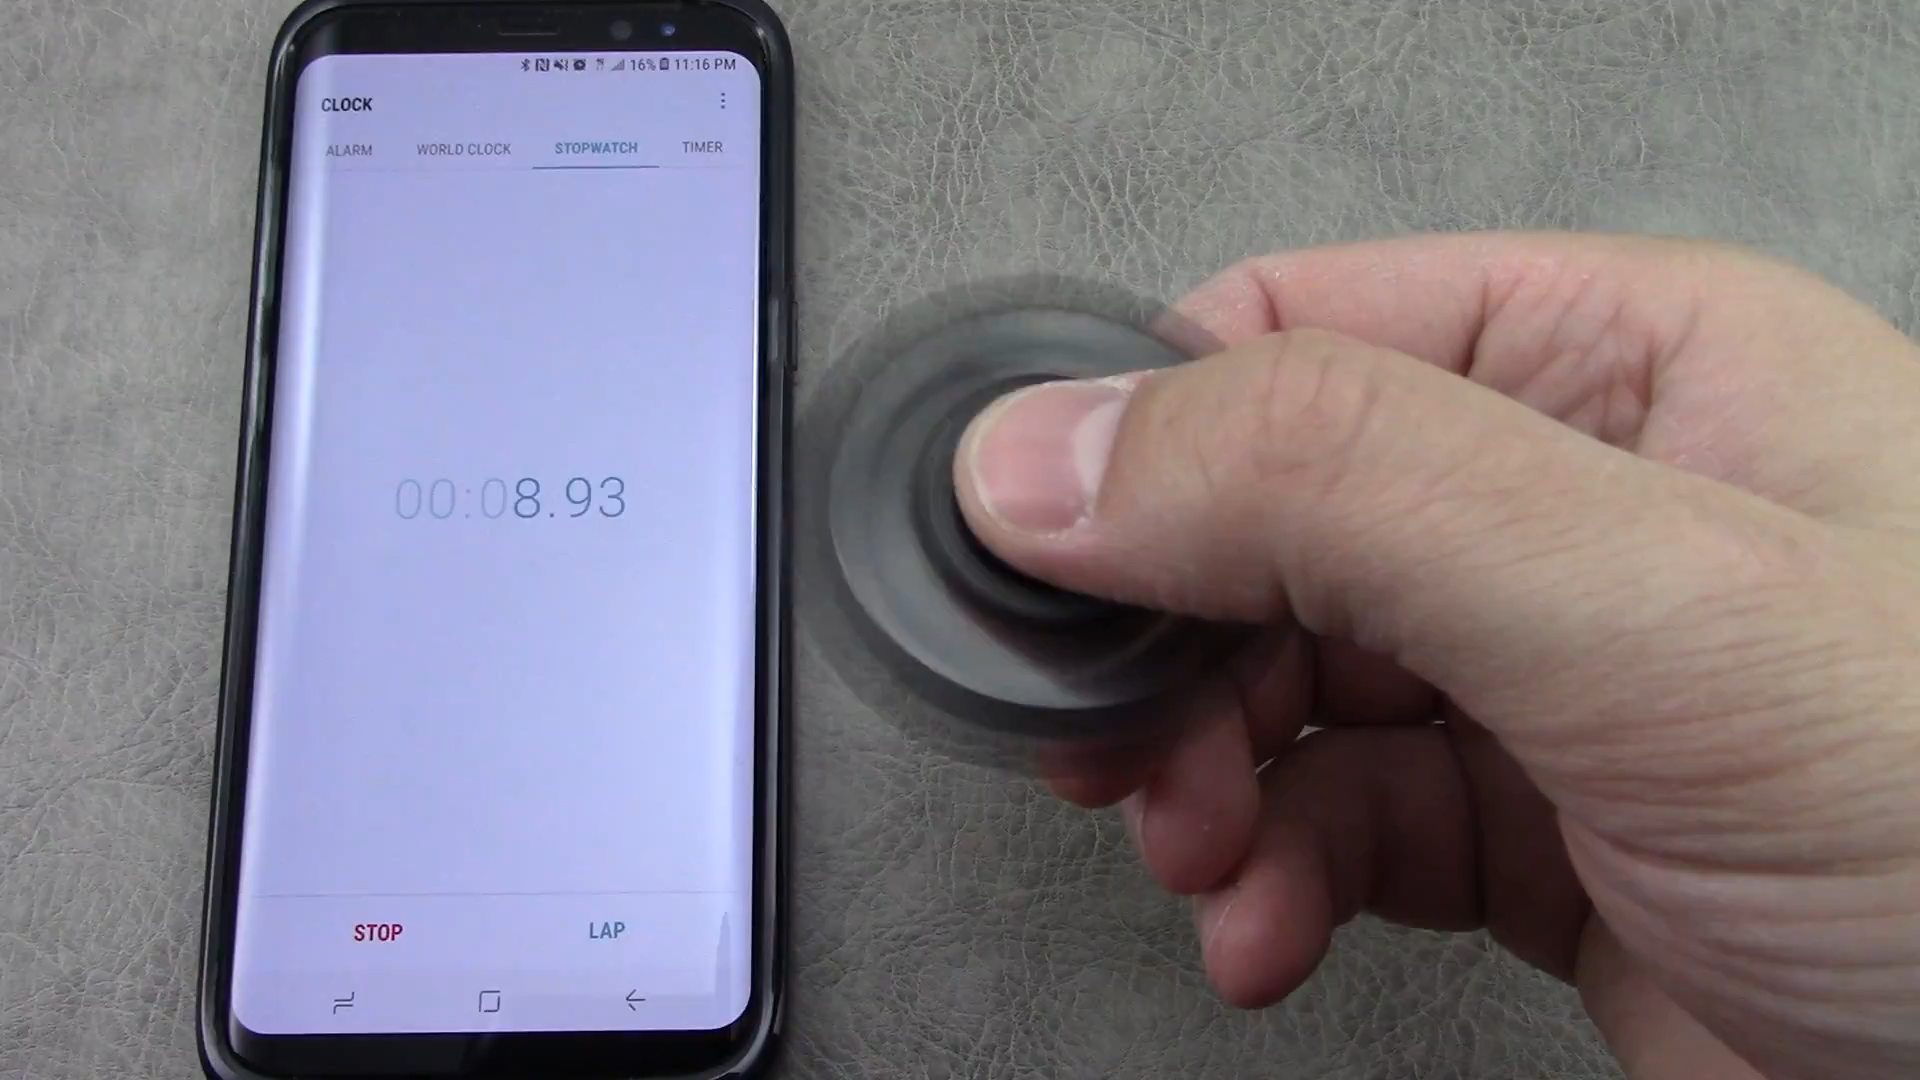 16% 11:16 PM
CLOCK
ALARM WORLD CLOCK STOPWATCH TIMER
00:08.93
STOP LAP